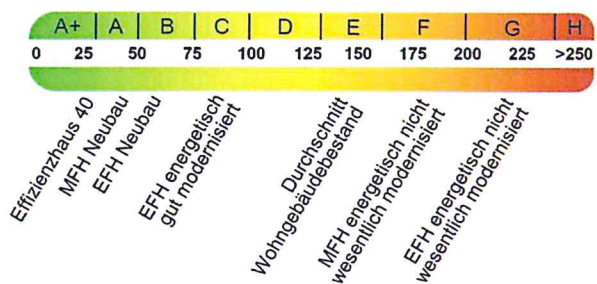 A+ A B C D E F G H
0 25 50 75 100 125 150 175 200 225 >250
Effizienzhaus 40
MFH Neubau
EFH Neubau
EFH energetisch
gut modernisiert
Durchschnitt
Wohngebäudebestand
MFH energetisch nicht
wesentlich modernisiert
EFH energetisch nicht
wesentlich modernisiert